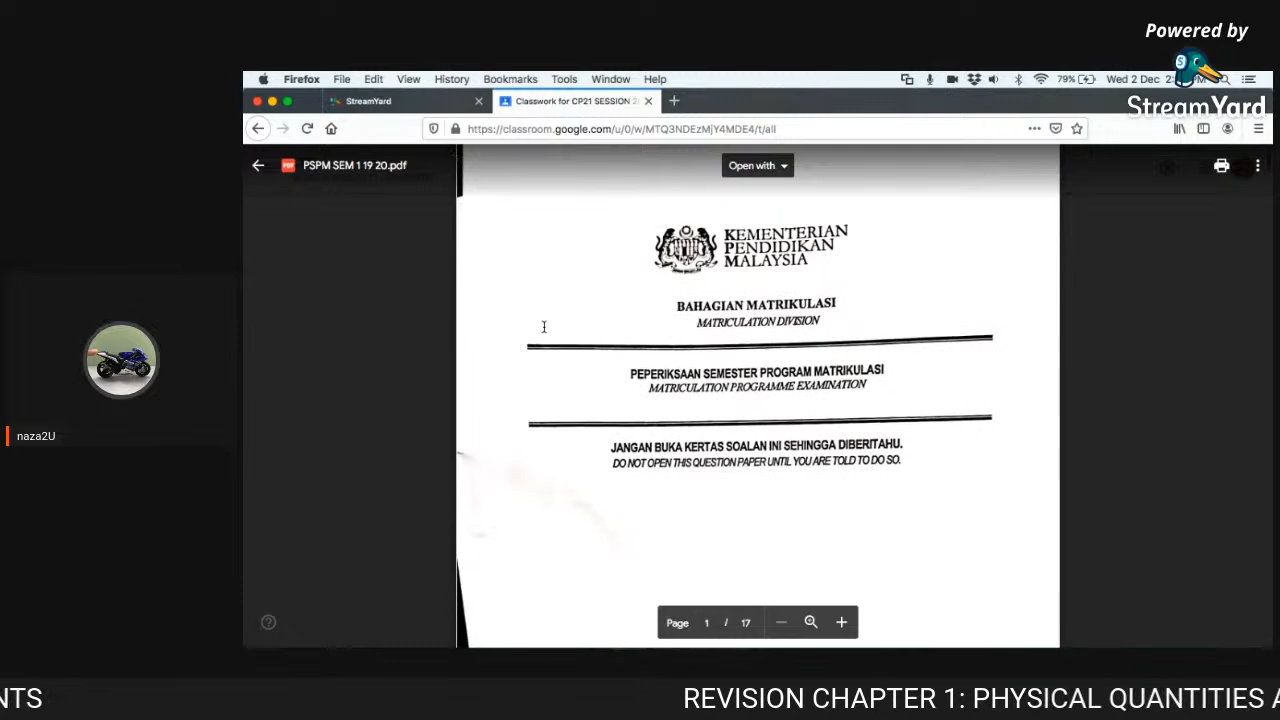 Powered by
StreamYard
Firefox File Edit View History Bookmarks Tools Window Help 79% Wed 2 Dec
StreamYard Classwork for CP21 SESSION
https://classroom.google.com/u/0/w/MTQ3NDEzMjY4MDE4/t/all
PSPM SEM 1 19 20.pdf Open with
KEMENTERIAN
PENDIDIKAN
MALAYSIA
BAHAGIAN MATRIKULASI
MATRICULATION DIVISION
PEPERIKSAAN SEMESTER PROGRAM MATRIKULASI
MATRICULATION PROGRAMME EXAMINATION
JANGAN BUKA KERTAS SOALAN INI SEHINGGA DIBERITAHU.
DO NOT OPEN THIS QUESTION PAPER UNTIL YOU ARE TOLD TO DO SO.
naza2U
Page 1 / 17
NTS REVISION CHAPTER 1: PHYSICAL QUANTITIES A